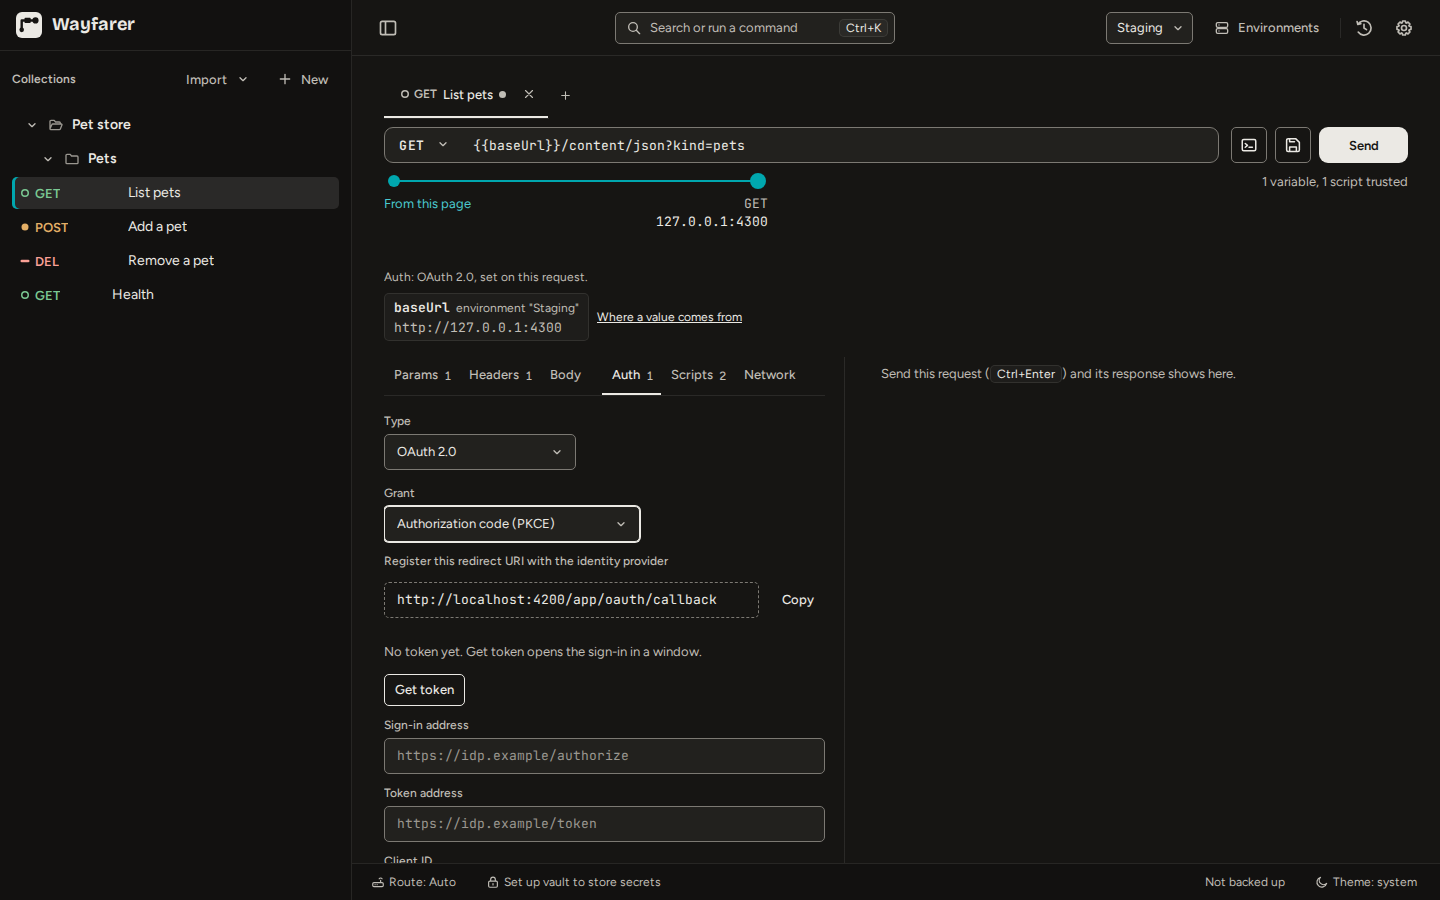 Wayfarer
Search or run a command Ctrl+K
Staging
Environments
Collections
Import
New
Pet store
Pets
GET List pets
POST Add a pet
DEL Remove a pet
GET Health
GET List pets
GET {{baseUrl}}/content/json?kind=pets
Send
1 variable, 1 script trusted
From this page
GET
127.0.0.1:4300
Auth: OAuth 2.0, set on this request.
baseUrl environment "Staging"
http://127.0.0.1:4300
Where a value comes from
Params 1 Headers 1 Body Auth 1 Scripts 2 Network
Type
OAuth 2.0
Grant
Authorization code (PKCE)
Register this redirect URI with the identity provider
http://localhost:4200/app/oauth/callback
Copy
No token yet. Get token opens the sign-in in a window.
Get token
Sign-in address
https://idp.example/authorize
Token address
https://idp.example/token
Client ID
Send this request (Ctrl+Enter) and its response shows here.
Route: Auto
Set up vault to store secrets
Not backed up
Theme: system